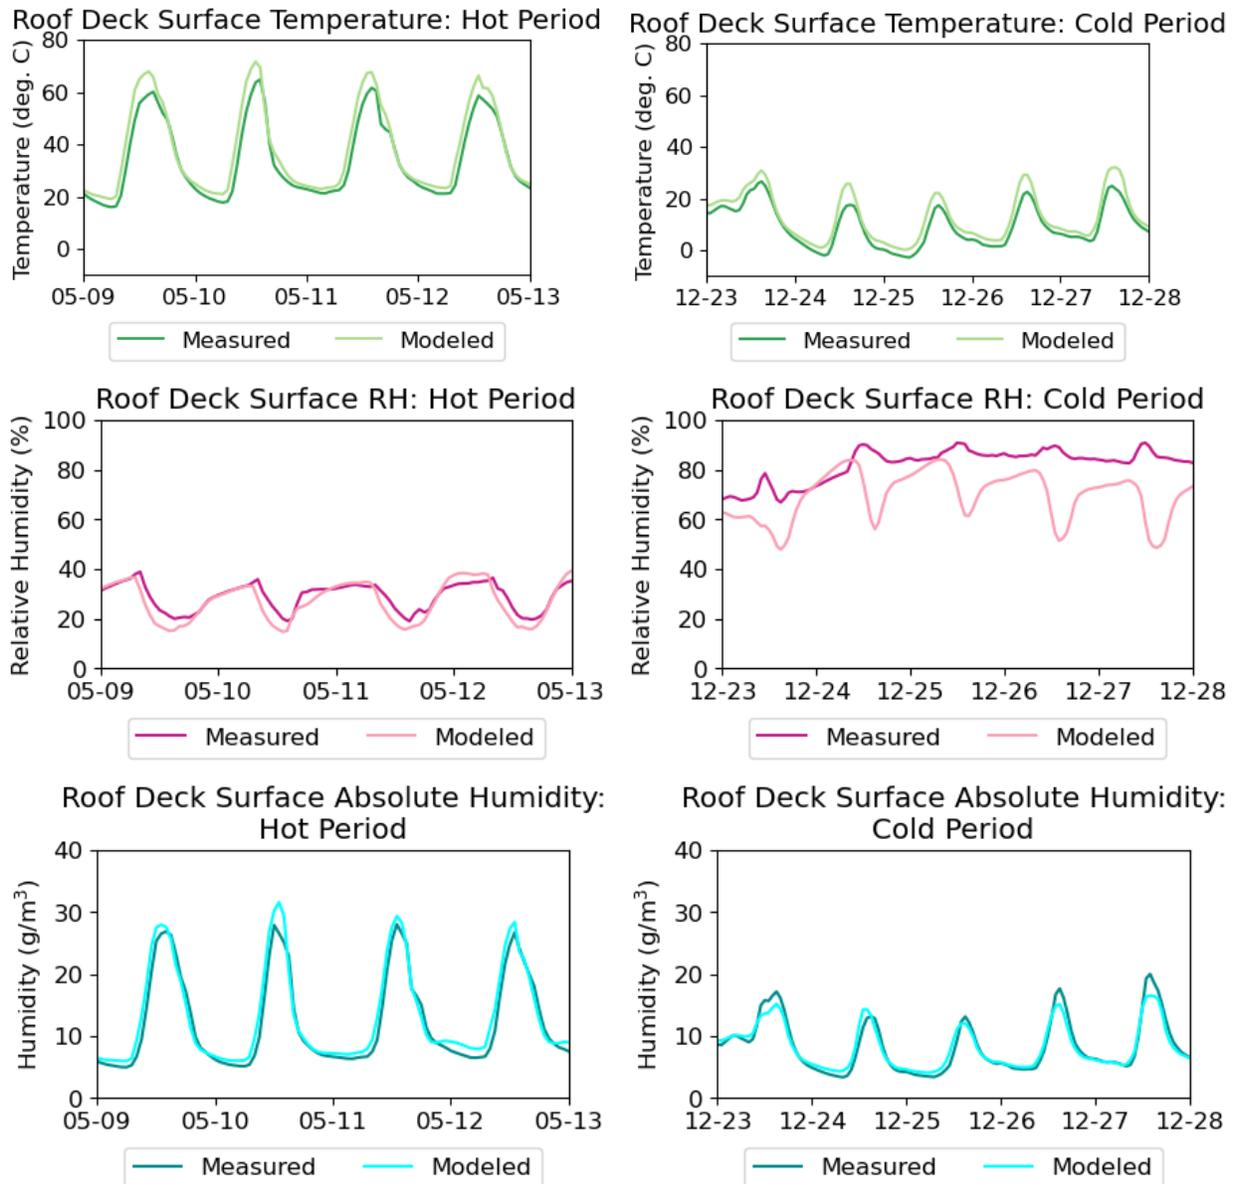 Roof Deck Surface Temperature: Hot Period
Temperature (deg. C)
80
60
40
20
0
05-09 05-10 05-11 05-12 05-13
Measured Modeled
Roof Deck Surface Temperature: Cold Period
Temperature (deg. C)
80
60
40
20
0
12-23 12-24 12-25 12-26 12-27 12-28
Measured Modeled
Roof Deck Surface RH: Hot Period
Relative Humidity (%)
100
80
60
40
20
0
05-09 05-10 05-11 05-12 05-13
Measured Modeled
Roof Deck Surface RH: Cold Period
Relative Humidity (%)
100
80
60
40
20
0
12-23 12-24 12-25 12-26 12-27 12-28
Measured Modeled
Roof Deck Surface Absolute Humidity:
Hot Period
Humidity (g/m³)
40
30
20
10
0
05-09 05-10 05-11 05-12 05-13
Measured Modeled
Roof Deck Surface Absolute Humidity:
Cold Period
Humidity (g/m³)
40
30
20
10
0
12-23 12-24 12-25 12-26 12-27 12-28
Measured Modeled